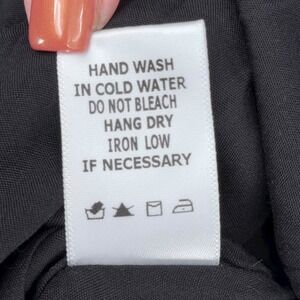 HAND WASH
IN COLD WATER
DO NOT BLEACH
HANG DRY
IRON LOW
IF NECESSARY